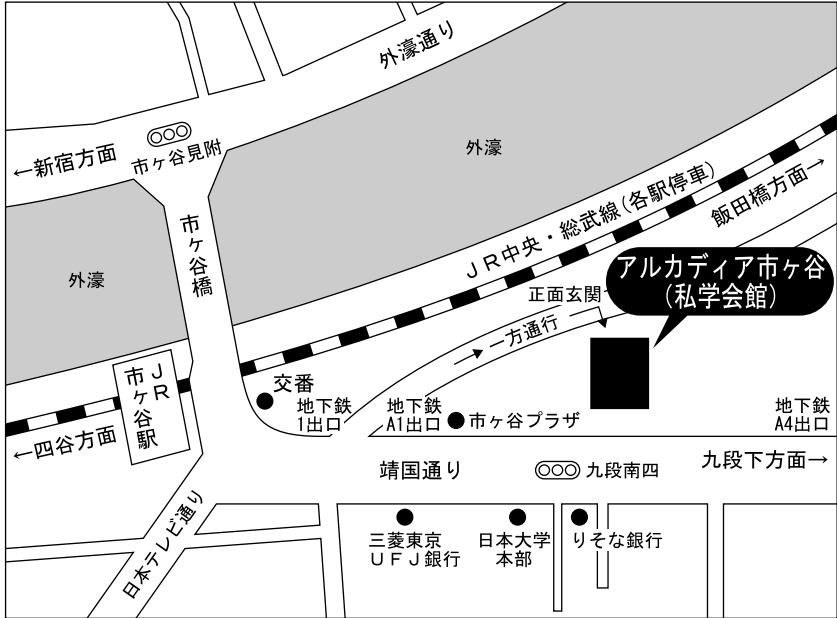 外濠通り
←新宿方面
市ヶ谷見附
外濠
市ヶ谷橋
外濠
JR中央・総武線(各駅停車)
飯田橋方面→
アルカディア市ヶ谷
(私学会館)
正面玄関
→一方通行→
JR
市ヶ谷駅
交番
地下鉄
1出口
地下鉄
A1出口
市ヶ谷プラザ
地下鉄
A4出口
←四谷方面
靖国通り
九段南四
九段下方面→
日本テレビ通り
三菱東京
UFJ銀行
日本大学
本部
りそな銀行